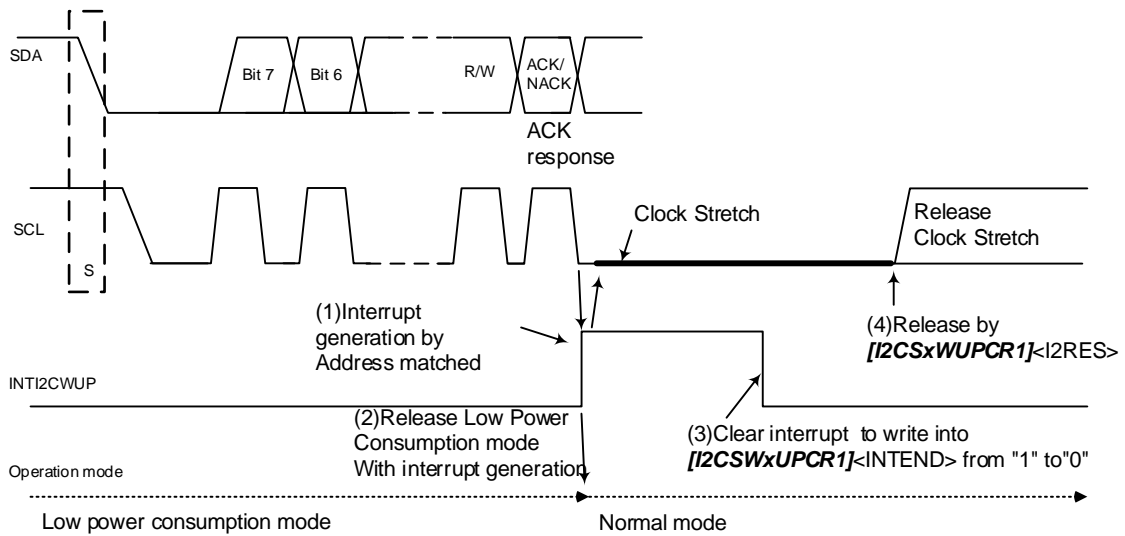 SDA
Bit 7
Bit 6
R/W
ACK/
NACK
ACK
response
SCL
S
Clock Stretch
Release
Clock Stretch
(1)Interrupt
generation by
Address matched
(4)Release by
[I2CSxWUPCR1]<I2RES>
INTI2CWUP
(2)Release Low Power
Consumption mode
With interrupt generation
(3)Clear interrupt to write into
[I2CSWxUPCR1]<INTEND> from "1" to"0"
Operation mode
Low power consumption mode
Normal mode